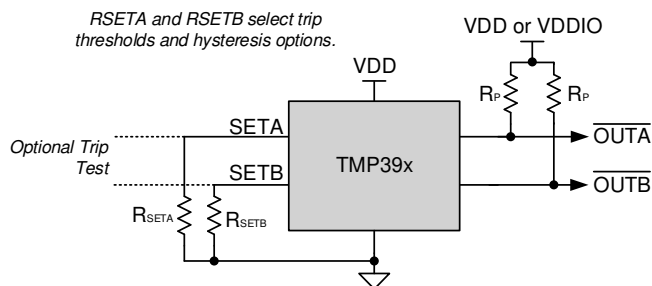 RSETA and RSETB select trip
thresholds and hysteresis options.
VDD or VDDIO
VDD
RP
RP
SETA
OUTA
Optional Trip
Test
SETB
TMP39x
OUTB
RSETA
RSETB